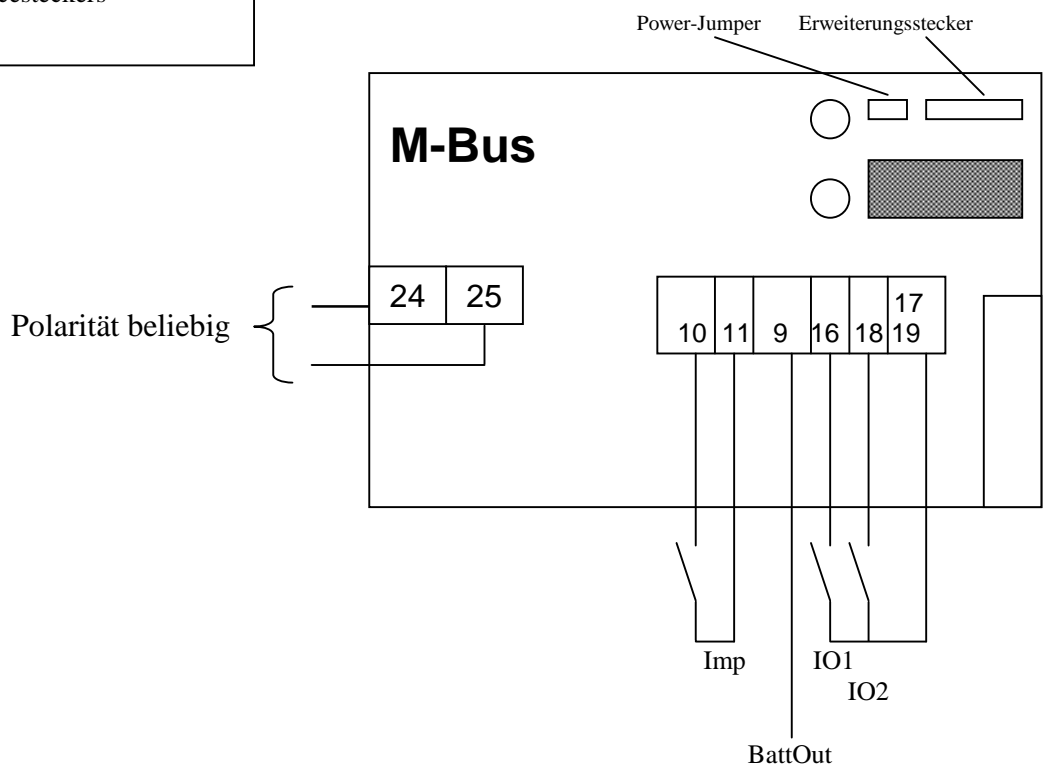 Power-Jumper Erweiterungsstecker
M-Bus
24 25
Polarität beliebig
17
10 11 9 16 18 19
Imp IO1
IO2
BattOut